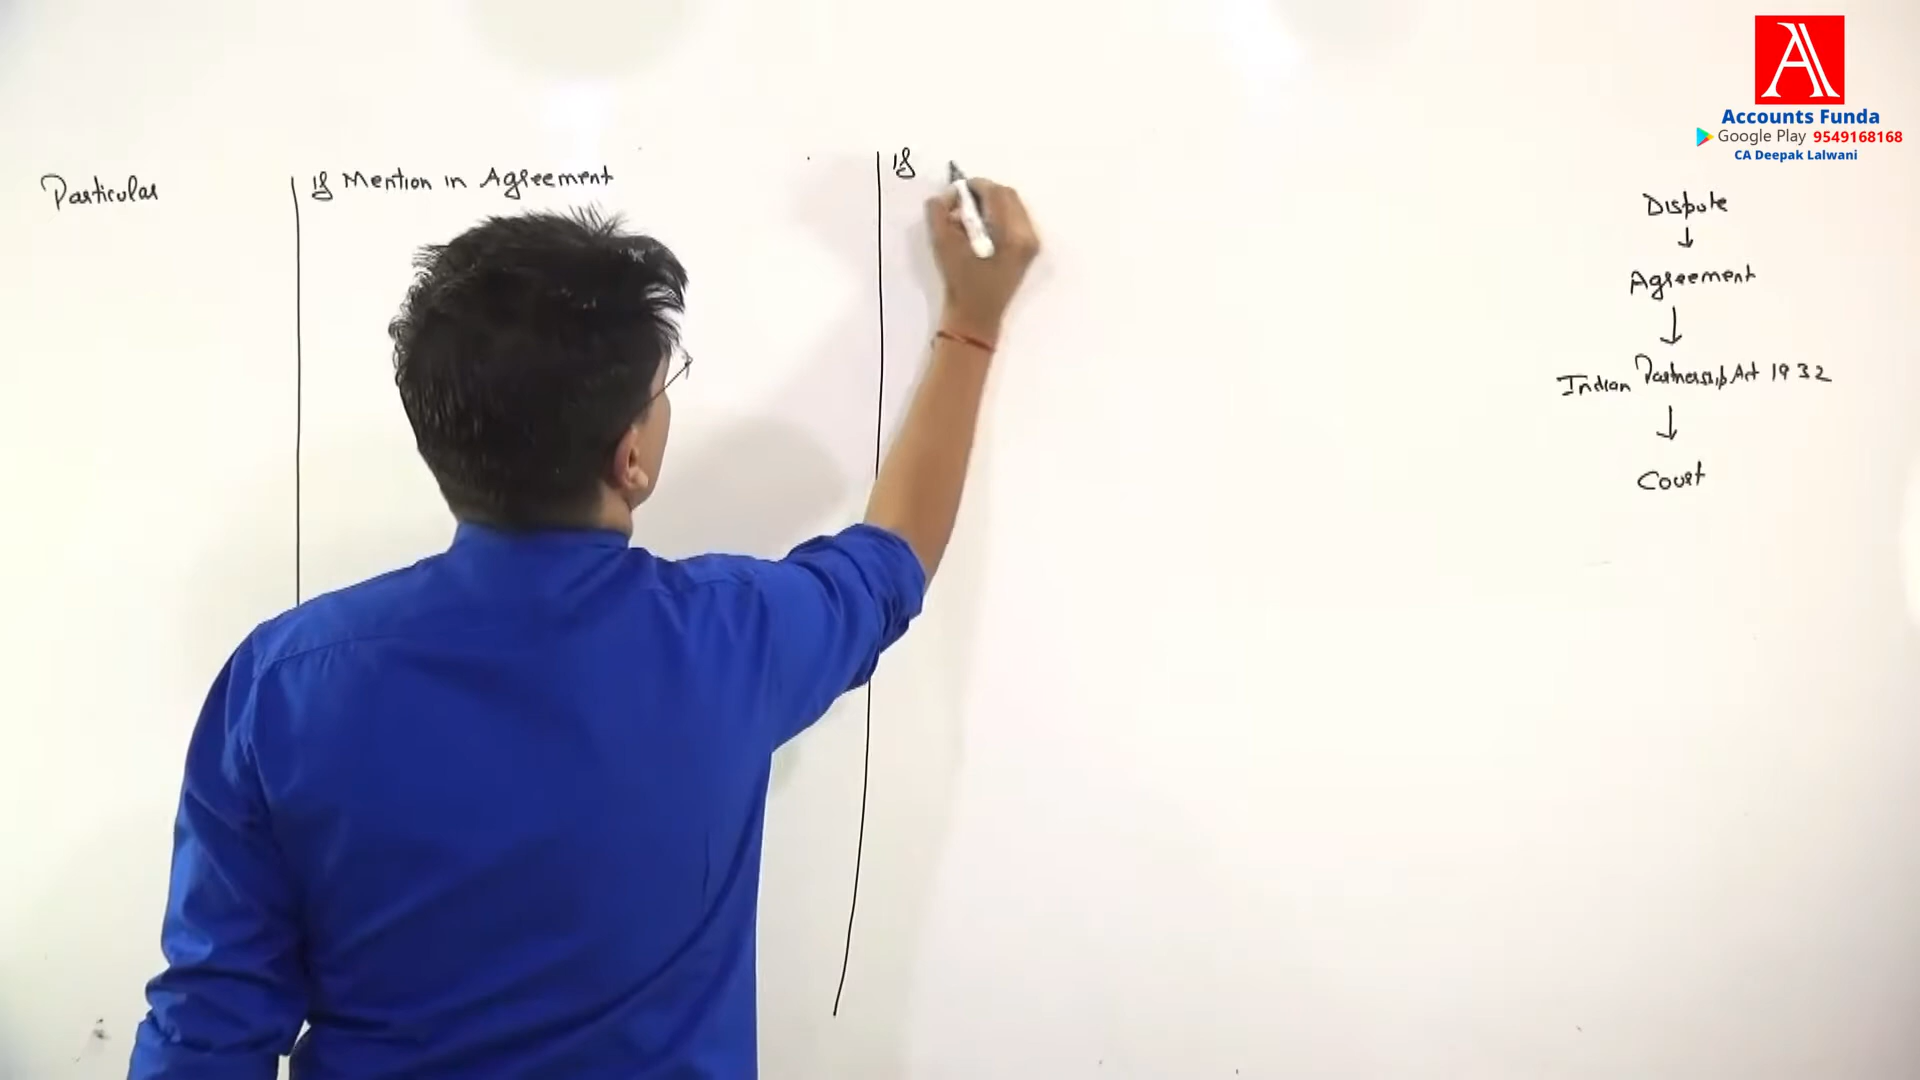 Accounts Funda
Google Play 9549168168
CA Deepak Lalwani
Particular
If Mention in Agreement
If
Dispute
↓
Agreement
↓
Indian Partnership Act 1932
↓
Court